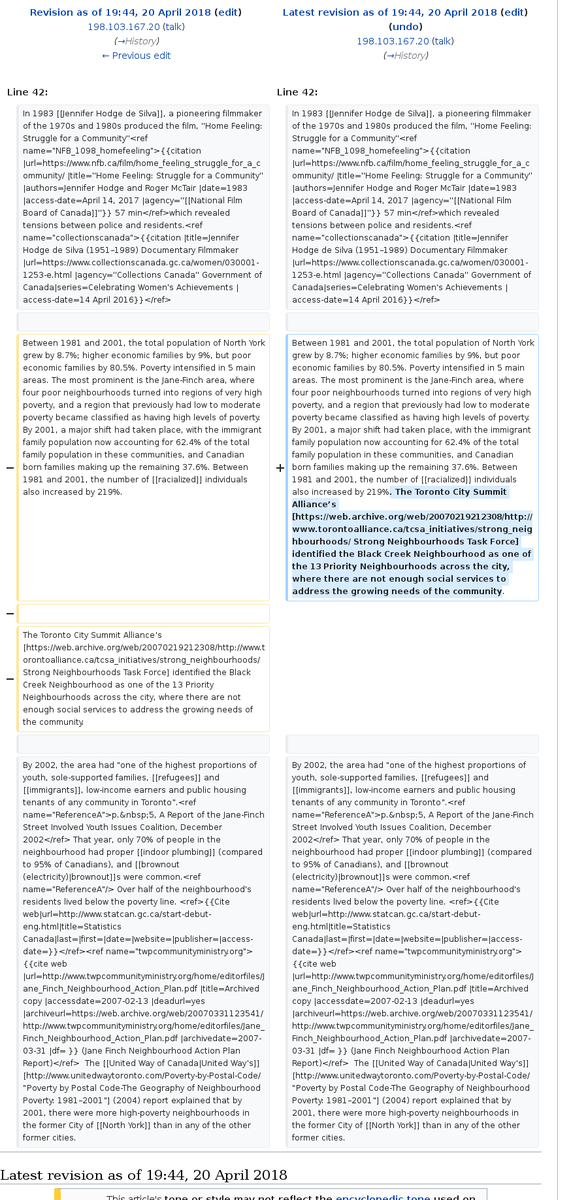 Revision as of 19:44, 20 April 2018 (edit)
198.103.167.20 (talk)
(→History)
← Previous edit
Latest revision as of 19:44, 20 April 2018 (edit)
(undo)
198.103.167.20 (talk)
(→History)
Line 42:
Line 42:
In 1983 [[Jennifer Hodge de Silva]], a pioneering filmmaker
of the 1970s and 1980s produced the film, "Home Feeling:
Struggle for a Community"<ref
name="NFB_1098_homefeeling">{{citation
|url=https://www.nfb.ca/film/home_feeling_struggle_for_a_c
ommunity/ |title="Home Feeling: Struggle for a Community"
|authors=Jennifer Hodge and Roger McTair |date=1983
|access-date=April 14, 2017 |agency="[[National Film
Board of Canada]]"}} 57 min</ref>which revealed
tensions between police and residents.<ref
name="collectionscanada">{{citation |title=Jennifer
Hodge de Silva (1951–1989) Documentary Filmmaker
|url=https://www.collectionscanada.gc.ca/women/030001-
1253-e.html |agency="Collections Canada" Government of
Canada|series=Celebrating Women's Achievements |
access-date=14 April 2016}}</ref>
In 1983 [[Jennifer Hodge de Silva]], a pioneering filmmaker
of the 1970s and 1980s produced the film, "Home Feeling:
Struggle for a Community"<ref
name="NFB_1098_homefeeling">{{citation
|url=https://www.nfb.ca/film/home_feeling_struggle_for_a_c
ommunity/ |title="Home Feeling: Struggle for a Community"
|authors=Jennifer Hodge and Roger McTair |date=1983
|access-date=April 14, 2017 |agency="[[National Film
Board of Canada]]"}} 57 min</ref>which revealed
tensions between police and residents.<ref
name="collectionscanada">{{citation |title=Jennifer
Hodge de Silva (1951–1989) Documentary Filmmaker
|url=https://www.collectionscanada.gc.ca/women/030001-
1253-e.html |agency="Collections Canada" Government of
Canada|series=Celebrating Women's Achievements |
access-date=14 April 2016}}</ref>
−
Between 1981 and 2001, the total population of North York
grew by 8.7%; higher economic families by 9%, but poor
economic families by 80.5%. Poverty intensified in 5 main
areas. The most prominent is the Jane-Finch area, where
four poor neighbourhoods turned into regions of very high
poverty, and a region that previously had low to moderate
poverty became classified as having high levels of poverty.
By 2001, a major shift had taken place, with the immigrant
family population now accounting for 62.4% of the total
family population in these communities, and Canadian
born families making up the remaining 37.6%. Between
1981 and 2001, the number of [[racialized]] individuals
also increased by 219%.
+
Between 1981 and 2001, the total population of North York
grew by 8.7%; higher economic families by 9%, but poor
economic families by 80.5%. Poverty intensified in 5 main
areas. The most prominent is the Jane-Finch area, where
four poor neighbourhoods turned into regions of very high
poverty, and a region that previously had low to moderate
poverty became classified as having high levels of poverty.
By 2001, a major shift had taken place, with the immigrant
family population now accounting for 62.4% of the total
family population in these communities, and Canadian
born families making up the remaining 37.6%. Between
1981 and 2001, the number of [[racialized]] individuals
also increased by 219%. The Toronto City Summit
Alliance's
[https://web.archive.org/web/20070219212308/http://
www.torontoalliance.ca/tcsa_initiatives/strong_neig
hbourhoods/ Strong Neighbourhoods Task Force]
identified the Black Creek Neighbourhood as one of
the 13 Priority Neighbourhoods across the city,
where there are not enough social services to
address the growing needs of the community.
−
−
The Toronto City Summit Alliance's
[https://web.archive.org/web/20070219212308/http://www.t
orontoalliance.ca/tcsa_initiatives/strong_neighbourhoods/
Strong Neighbourhoods Task Force] identified the Black
Creek Neighbourhood as one of the 13 Priority
Neighbourhoods across the city, where there are not
enough social services to address the growing needs of
the community.
By 2002, the area had "one of the highest proportions of
youth, sole-supported families, [[refugees]] and
[[immigrants]], low-income earners and public housing
tenants of any community in Toronto".<ref
name="ReferenceA">p.&nbsp;5, A Report of the Jane-Finch
Street Involved Youth Issues Coalition, December
2002</ref> That year, only 70% of people in the
neighbourhood had proper [[indoor plumbing]] (compared
to 95% of Canadians), and [[brownout
(electricity)|brownout]]s were common.<ref
name="ReferenceA"/> Over half of the neighbourhood's
residents lived below the poverty line. <ref>{{Cite
web|url=http://www.statcan.gc.ca/start-debut-
eng.html|title=Statistics
Canada|last=|first=|date=|website=|publisher=|access-
date=}}</ref><ref name="twpcommunityministry.org">
{{cite web
|url=http://www.twpcommunityministry.org/home/editorfiles/J
ane_Finch_Neighbourhood_Action_Plan.pdf |title=Archived
copy |accessdate=2007-02-13 |deadurl=yes
|archiveurl=https://web.archive.org/web/20070331123541/
http://www.twpcommunityministry.org/home/editorfiles/Jane_
Finch_Neighbourhood_Action_Plan.pdf |archivedate=2007-
03-31 |df= }} (Jane Finch Neighbourhood Action Plan
Report)</ref>  The [[United Way of Canada|United Way's]]
[http://www.unitedwaytoronto.com/Poverty-by-Postal-Code/
"Poverty by Postal Code-The Geography of Neighbourhood
Poverty: 1981–2001"] (2004) report explained that by
2001, there were more high-poverty neighbourhoods in
the former City of [[North York]] than in any of the other
former cities.
By 2002, the area had "one of the highest proportions of
youth, sole-supported families, [[refugees]] and
[[immigrants]], low-income earners and public housing
tenants of any community in Toronto".<ref
name="ReferenceA">p.&nbsp;5, A Report of the Jane-Finch
Street Involved Youth Issues Coalition, December
2002</ref> That year, only 70% of people in the
neighbourhood had proper [[indoor plumbing]] (compared
to 95% of Canadians), and [[brownout
(electricity)|brownout]]s were common.<ref
name="ReferenceA"/> Over half of the neighbourhood's
residents lived below the poverty line. <ref>{{Cite
web|url=http://www.statcan.gc.ca/start-debut-
eng.html|title=Statistics
Canada|last=|first=|date=|website=|publisher=|access-
date=}}</ref><ref name="twpcommunityministry.org">
{{cite web
|url=http://www.twpcommunityministry.org/home/editorfiles/J
ane_Finch_Neighbourhood_Action_Plan.pdf |title=Archived
copy |accessdate=2007-02-13 |deadurl=yes
|archiveurl=https://web.archive.org/web/20070331123541/
http://www.twpcommunityministry.org/home/editorfiles/Jane_
Finch_Neighbourhood_Action_Plan.pdf |archivedate=2007-
03-31 |df= }} (Jane Finch Neighbourhood Action Plan
Report)</ref>  The [[United Way of Canada|United Way's]]
[http://www.unitedwaytoronto.com/Poverty-by-Postal-Code/
"Poverty by Postal Code-The Geography of Neighbourhood
Poverty: 1981–2001"] (2004) report explained that by
2001, there were more high-poverty neighbourhoods in
the former City of [[North York]] than in any of the other
former cities.
Latest revision as of 19:44, 20 April 2018
This article's tone or style may not reflect the encyclopedic tone used on